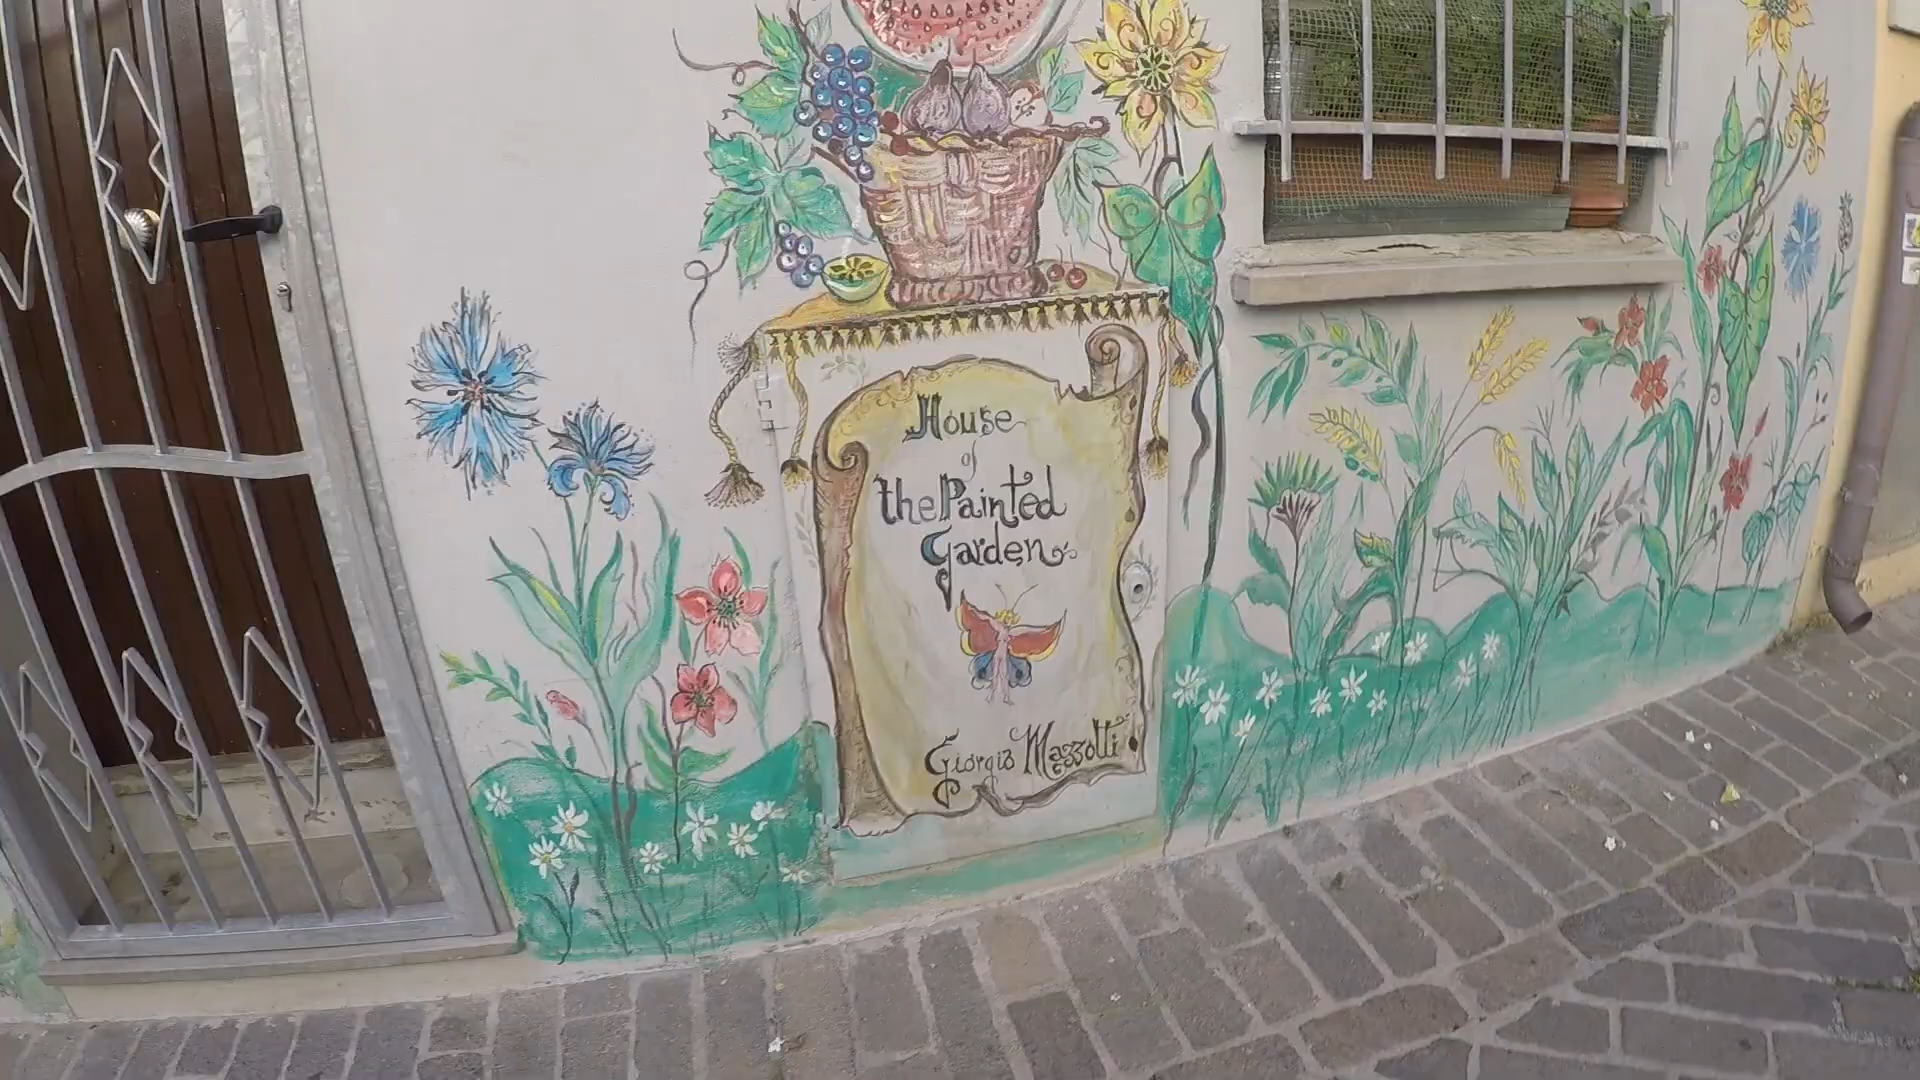 House
of
the Painted
Garden
Giorgio Mazzotti